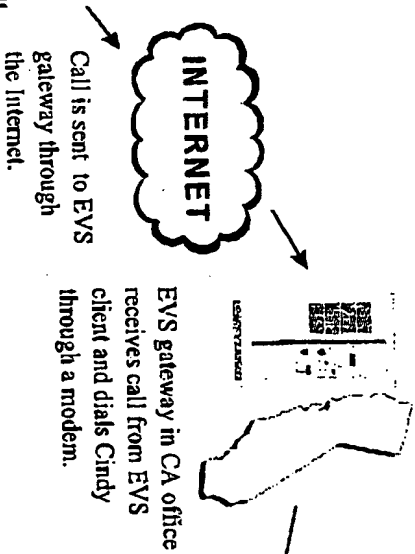 INTERNET
Call is sent to EVS
gateway through
the Internet.
EVS gateway in CA office
receives call from EVS
client and dials Cindy
through a modem.